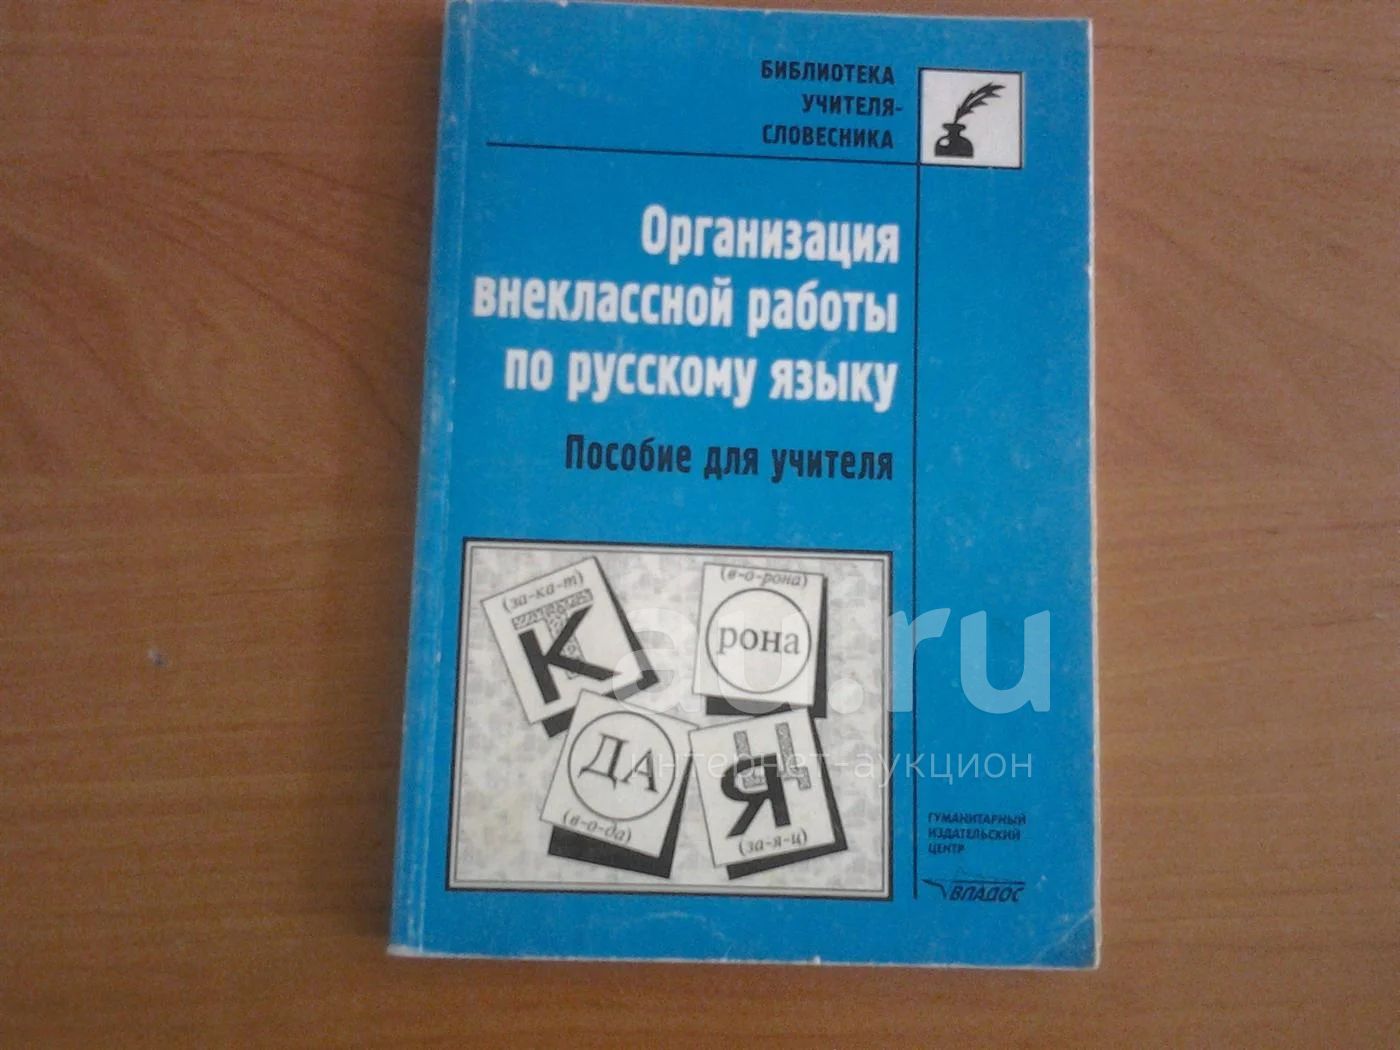 БИБЛИОТЕКА
УЧИТЕЛЯ-
СЛОВЕСНИКА
Организация
внеклассной работы
по русскому языку
Пособие для учителя
(за-ка-т)
К
(в-о-рона)
рона
ДА
(в-о-да)
Ц
Я
(за-я-ц)
au.ru
интернет-аукцион
ГУМАНИТАРНЫЙ
ИЗДАТЕЛЬСКИЙ
ЦЕНТР
ВЛАДОС